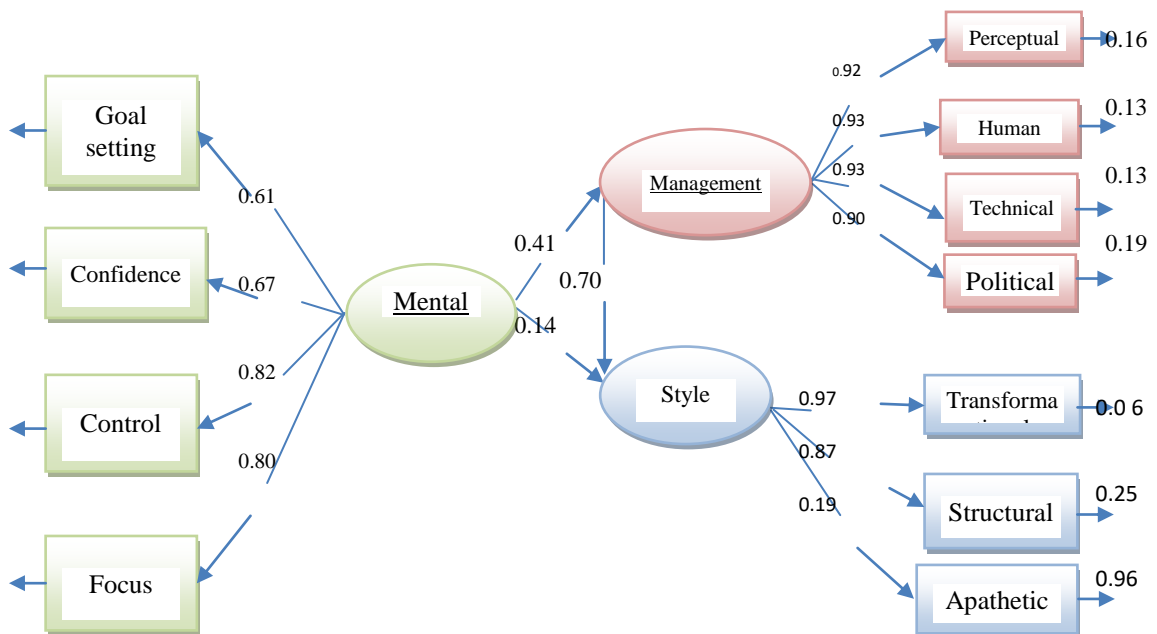 Goal
setting
Confidence
Control
Focus
0.61
0.67
0.82
0.80
Mental
0.41
0.70
0.14
Management
Style
0.92
0.93
0.93
0.90
0.97
0.87
0.19
Perceptual
Human
Technical
Political
Transforma
Structural
Apathetic
0.16
0.13
0.13
0.19
0.0 6
0.25
0.96